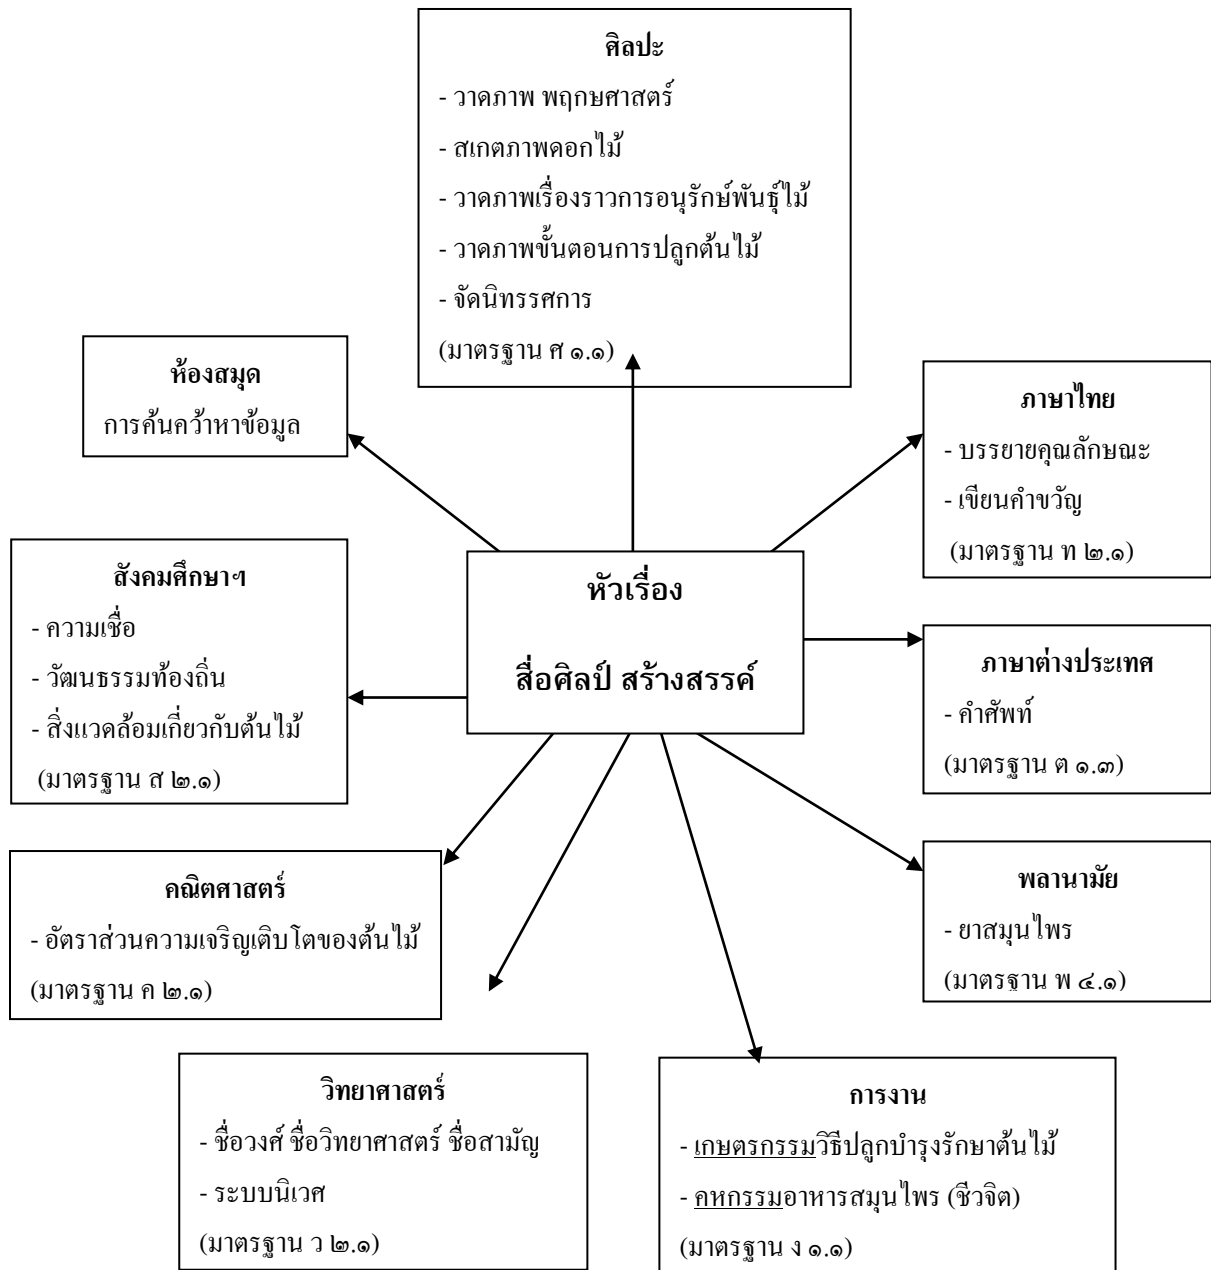 ศิลปะ
- วาดภาพ พฤกษศาสตร์
- สเกตภาพดอกไม้
- วาดภาพเรื่องราวการอนุรักษ์พันธุ์ไม้
- วาดภาพขั้นตอนการปลูกต้นไม้
- จัดนิทรรศการ
(มาตรฐาน ศ ๑.๑)
ห้องสมุด
การค้นคว้าหาข้อมูล
ภาษาไทย
- บรรยายคุณลักษณะ
- เขียนคำขวัญ
(มาตรฐาน ท ๒.๑)
สังคมศึกษาฯ
- ความเชื่อ
- วัฒนธรรมท้องถิ่น
- สิ่งแวดล้อมเกี่ยวกับต้นไม้
(มาตรฐาน ส ๒.๑)
หัวเรื่อง
สื่อศิลป์ สร้างสรรค์
ภาษาต่างประเทศ
- คำศัพท์
(มาตรฐาน ต ๑.๓)
คณิตศาสตร์
- อัตราส่วนความเจริญเติบโตของต้นไม้
(มาตรฐาน ค ๒.๑)
พลานามัย
- ยาสมุนไพร
(มาตรฐาน พ ๔.๑)
วิทยาศาสตร์
- ชื่อวงศ์ ชื่อวิทยาศาสตร์ ชื่อสามัญ
- ระบบนิเวศ
(มาตรฐาน ว ๒.๑)
การงาน
- เกษตรกรรมวิธีปลูกบำรุงรักษาต้นไม้
- คหกรรมอาหารสมุนไพร (ชีวจิต)
(มาตรฐาน ง ๑.๑)